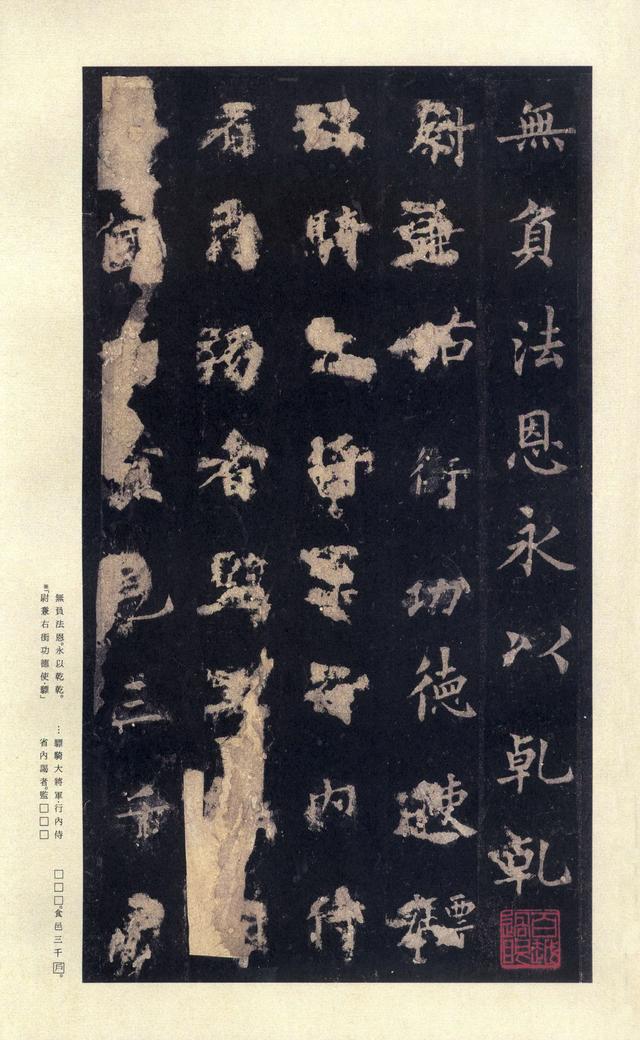 無負法恩永以乹乹
尉兼右街功德使驃
騎大將軍行內侍
省內謁者監
食邑三千戶
無負法恩。永以乾乾。
※「尉兼右街功德使·驃」
…驃騎大將軍·行內侍
省內謁者。監□□□
□□□。食邑三千戶。